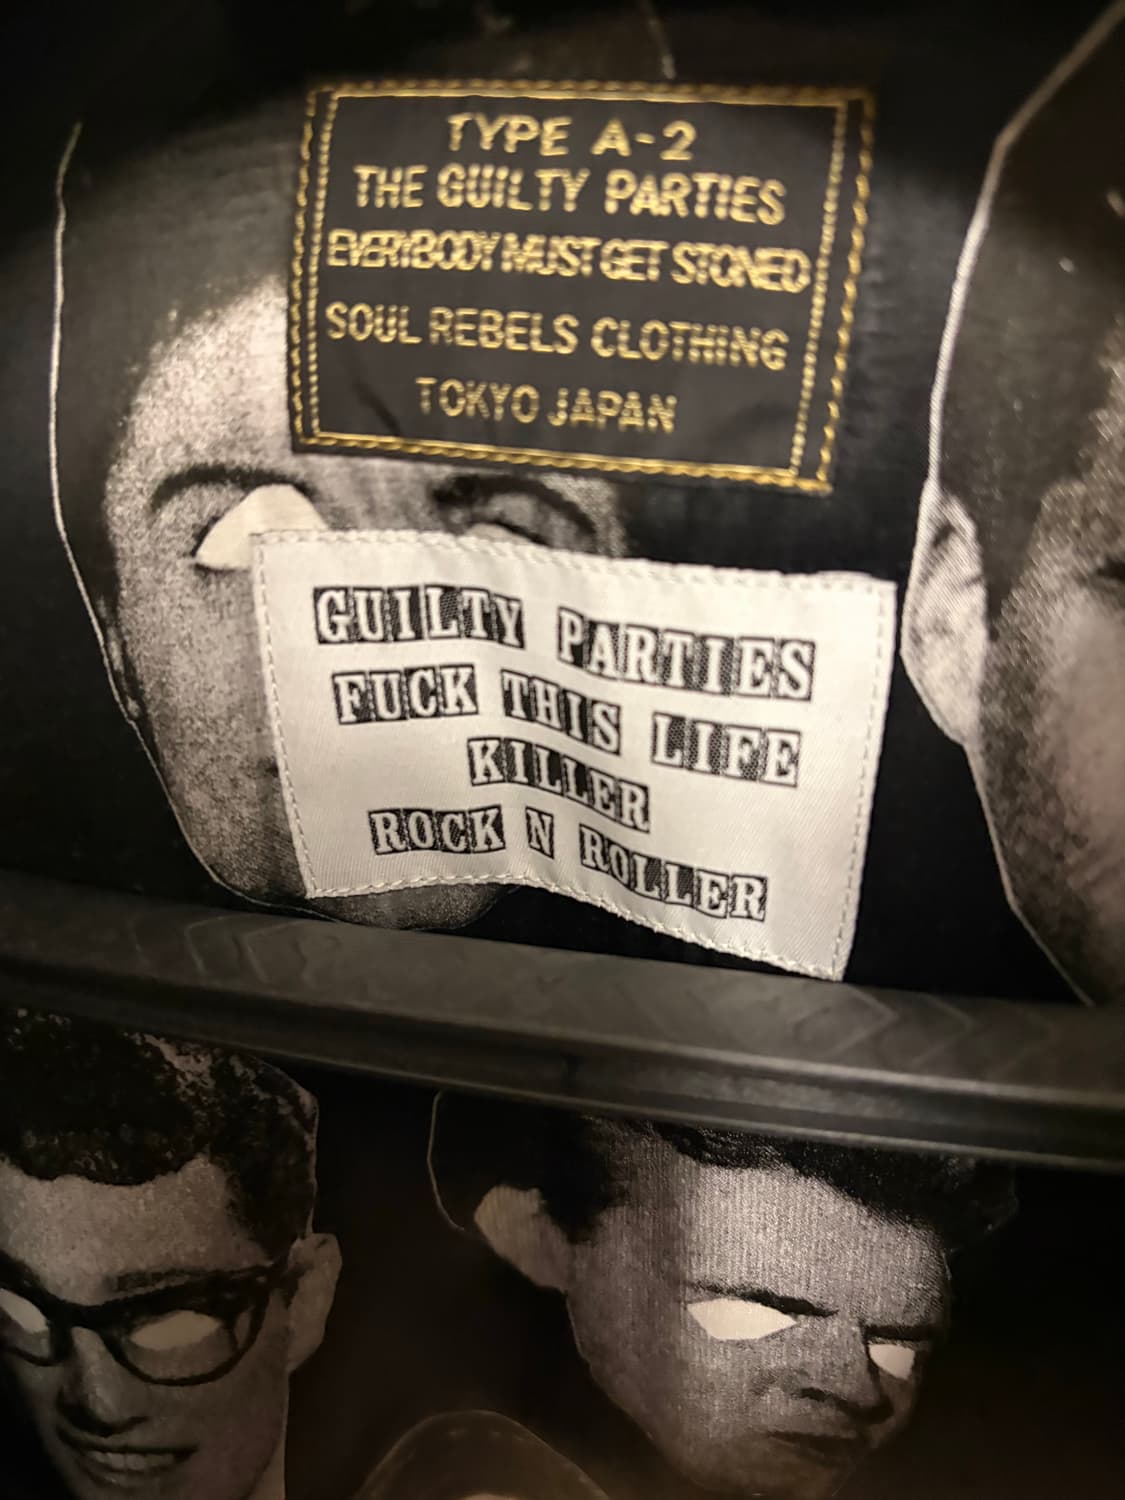 TYPE A-2
THE GUILTY PARTIES
EVERYBODY MUST GET STONED
SOUL REBELS CLOTHING
TOKYO JAPAN
GUILTY PARTIES
FUCK THIS LIFE
KILLER
ROCK N ROLLER